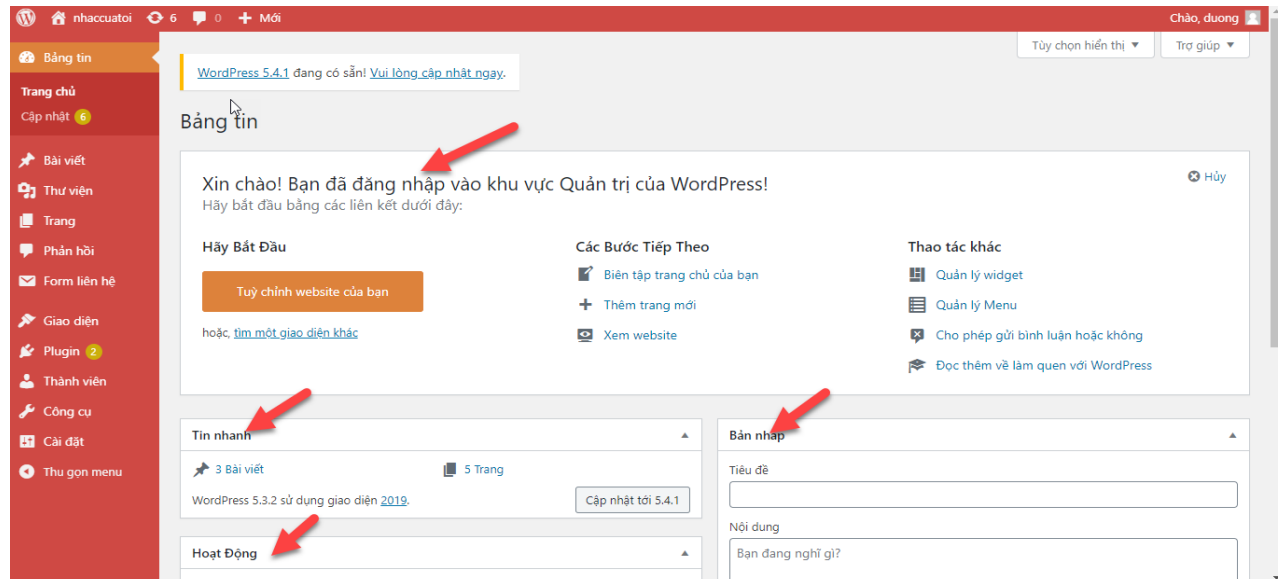 nhaccuatoi 6 0 + Mới Chào, duong
Bảng tin
Trang chủ
Cập nhật 6
Bài viết
Thư viện
Trang
Phản hồi
Form liên hệ
Giao diện
Plugin 2
Thành viên
Công cụ
Cài đặt
Thu gọn menu
Tùy chọn hiển thị ▼ Trợ giúp ▼
WordPress 5.4.1 đang có sẵn! Vui lòng cập nhật ngay.
Bảng tin
Xin chào! Bạn đã đăng nhập vào khu vực Quản trị của WordPress!
Hãy bắt đầu bằng các liên kết dưới đây:
Hủy
Hãy Bắt Đầu
Tuỳ chỉnh website của bạn
hoặc, tìm một giao diện khác
Các Bước Tiếp Theo
Biên tập trang chủ của bạn
Thêm trang mới
Xem website
Thao tác khác
Quản lý widget
Quản lý Menu
Cho phép gửi bình luận hoặc không
Đọc thêm về làm quen với WordPress
Tin nhanh
3 Bài viết 5 Trang
WordPress 5.3.2 sử dụng giao diện 2019.
Cập nhật tới 5.4.1
Hoạt Động
Bản nháp
Tiêu đề
Nội dung
Bạn đang nghĩ gì?